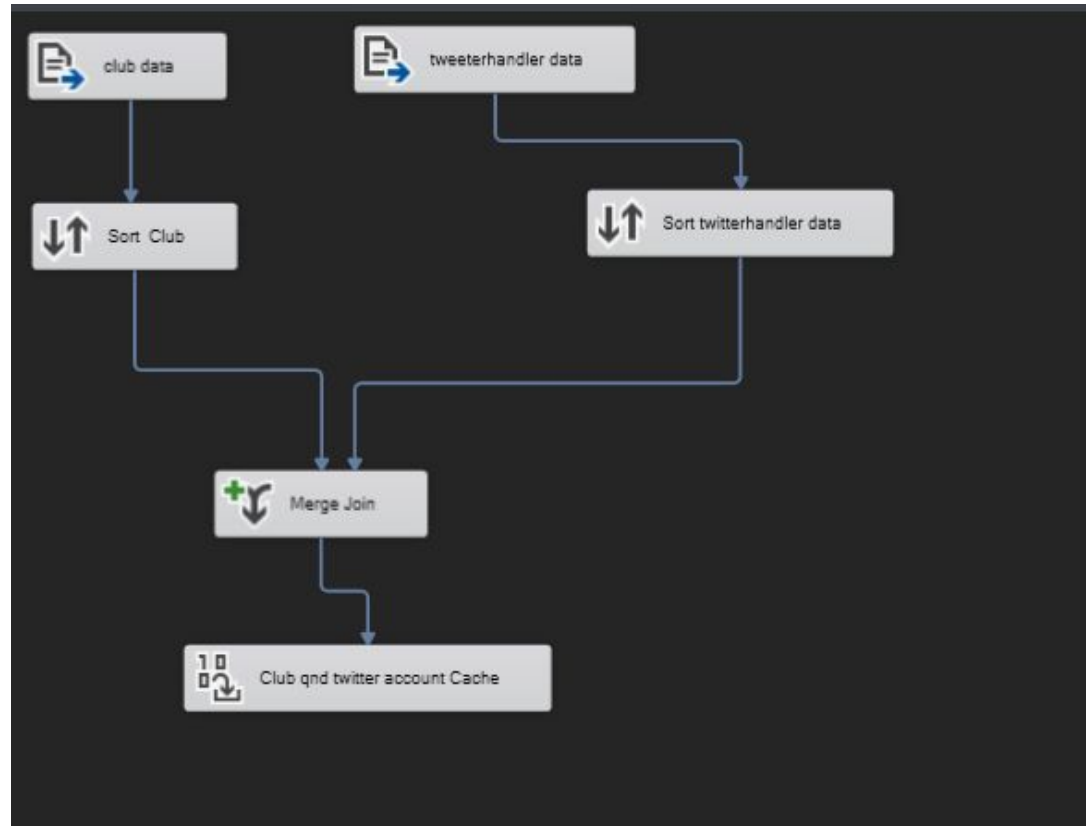 club data
tweeterhandler data
Sort Club
Sort twitterhandler data
Merge Join
Club qnd twitter account Cache